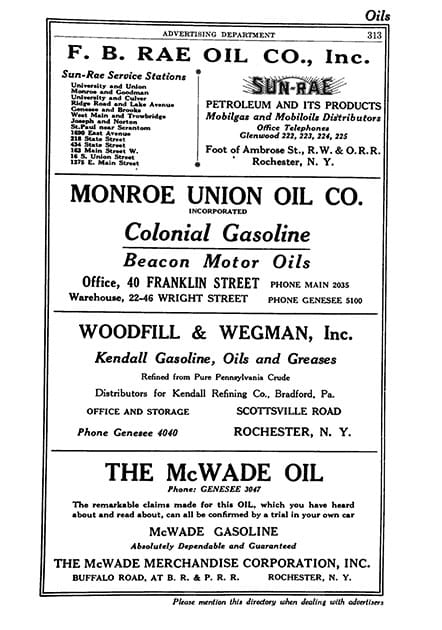 Oils
ADVERTISING DEPARTMENT 313
F. B. RAE OIL CO., Inc.
Sun-Rae Service Stations
University and Union
Monroe and Goodman
University and Culver
Ridge Road and Lake Avenue
Genesee and Brooks
West Main and Trowbridge
Joseph and Norton
St. Paul near Scrantom
1600 East Avenue
218 State Street
434 State Street
162 Main Street W.
16 S. Union Street
1375 E. Main Street
SUN-RAE
PETROLEUM AND ITS PRODUCTS
Mobilgas and Mobiloils Distributors
Office Telephones
Glenwood 222, 223, 224, 225
Foot of Ambrose St., R.W. & O.R.R.
Rochester, N. Y.
MONROE UNION OIL CO.
INCORPORATED
Colonial Gasoline
Beacon Motor Oils
Office, 40 FRANKLIN STREET PHONE MAIN 2035
Warehouse, 22-46 WRIGHT STREET PHONE GENESEE 5100
WOODFILL & WEGMAN, Inc.
Kendall Gasoline, Oils and Greases
Refined from Pure Pennsylvania Crude
Distributors for Kendall Refining Co., Bradford, Pa.
OFFICE AND STORAGE SCOTTSVILLE ROAD
Phone Genesee 4040 ROCHESTER, N. Y.
THE McWADE OIL
Phone: GENESEE 3047
The remarkable claims made for this OIL, which you have heard
about and read about, can all be confirmed by a trial in your own car
McWADE GASOLINE
Absolutely Dependable and Guaranteed
THE McWADE MERCHANDISE CORPORATION, INC.
BUFFALO ROAD, AT B. R. & P. R. R. ROCHESTER, N. Y.
Please mention this directory when dealing with advertisers